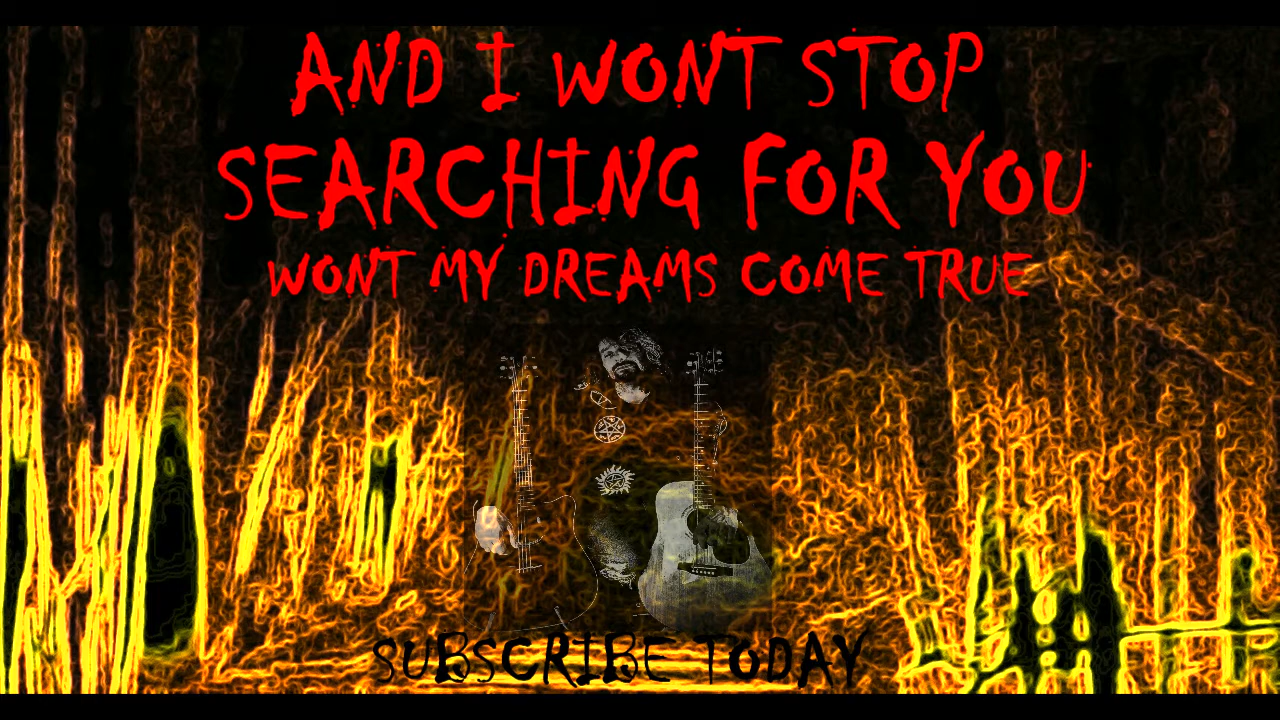 AND I WONT STOP
SEARCHING FOR YOU
WONT MY DREAMS COME TRUE
SUBSCRIBE TODAY